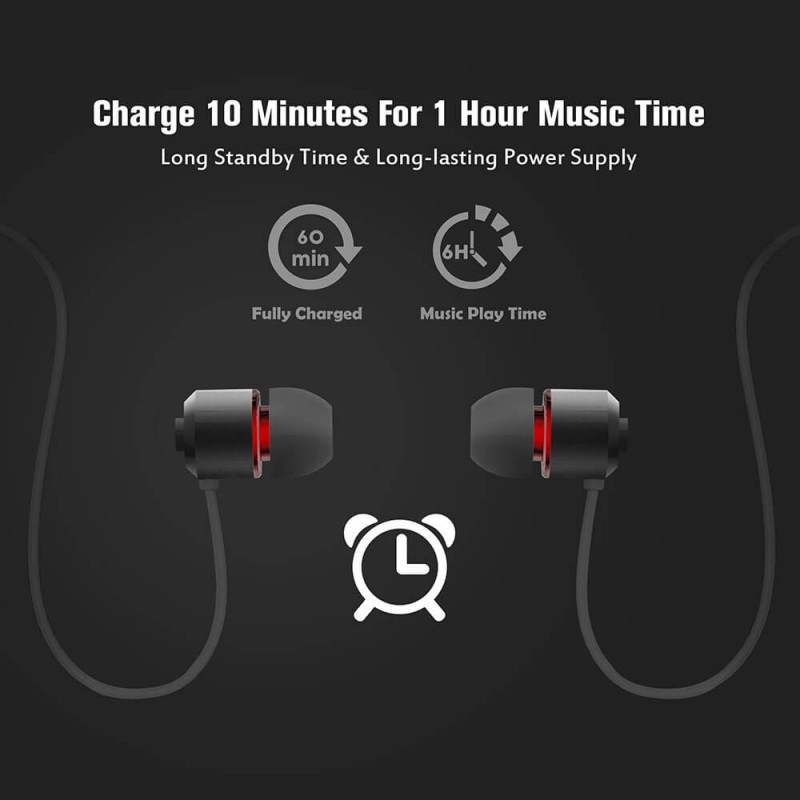 Charge 10 Minutes For 1 Hour Music Time
Long Standby Time & Long-lasting Power Supply
60
min
6H
Fully Charged
Music Play Time